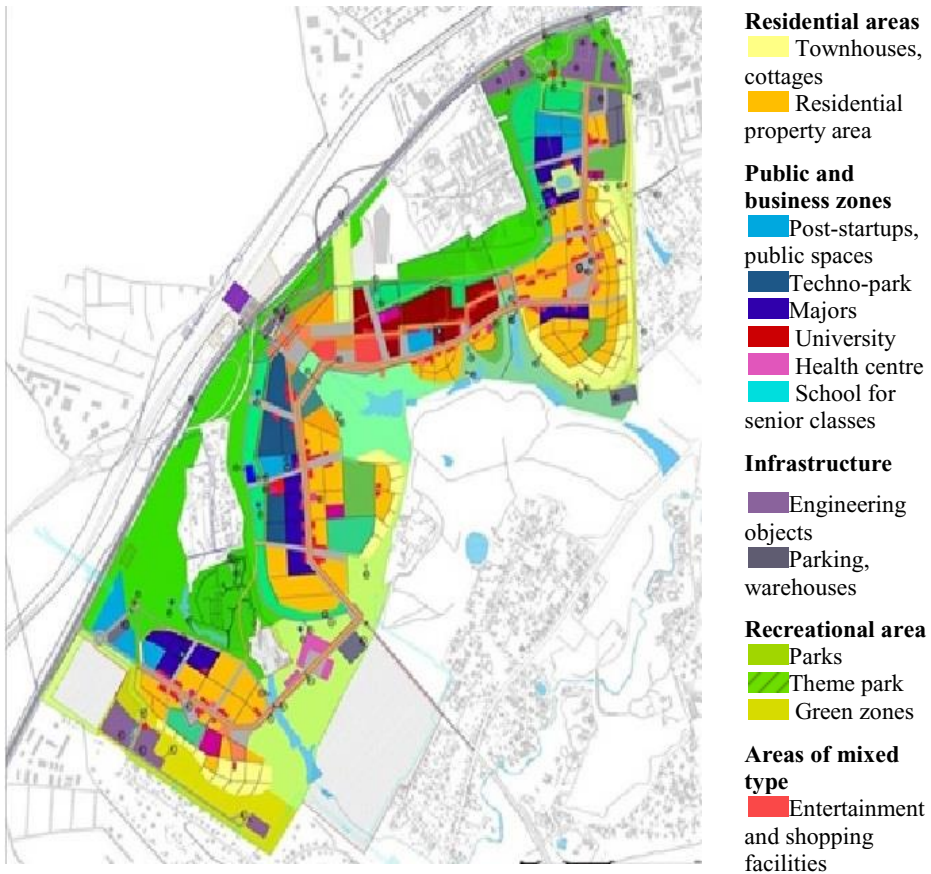 Residential areas
Townhouses,
cottages
Residential
property area
Public and
business zones
Post-startups,
public spaces
Techno-park
Majors
University
Health centre
School for
senior classes
Infrastructure
Engineering
objects
Parking,
warehouses
Recreational area
Parks
Theme park
Green zones
Areas of mixed
type
Entertainment
and shopping
facilities